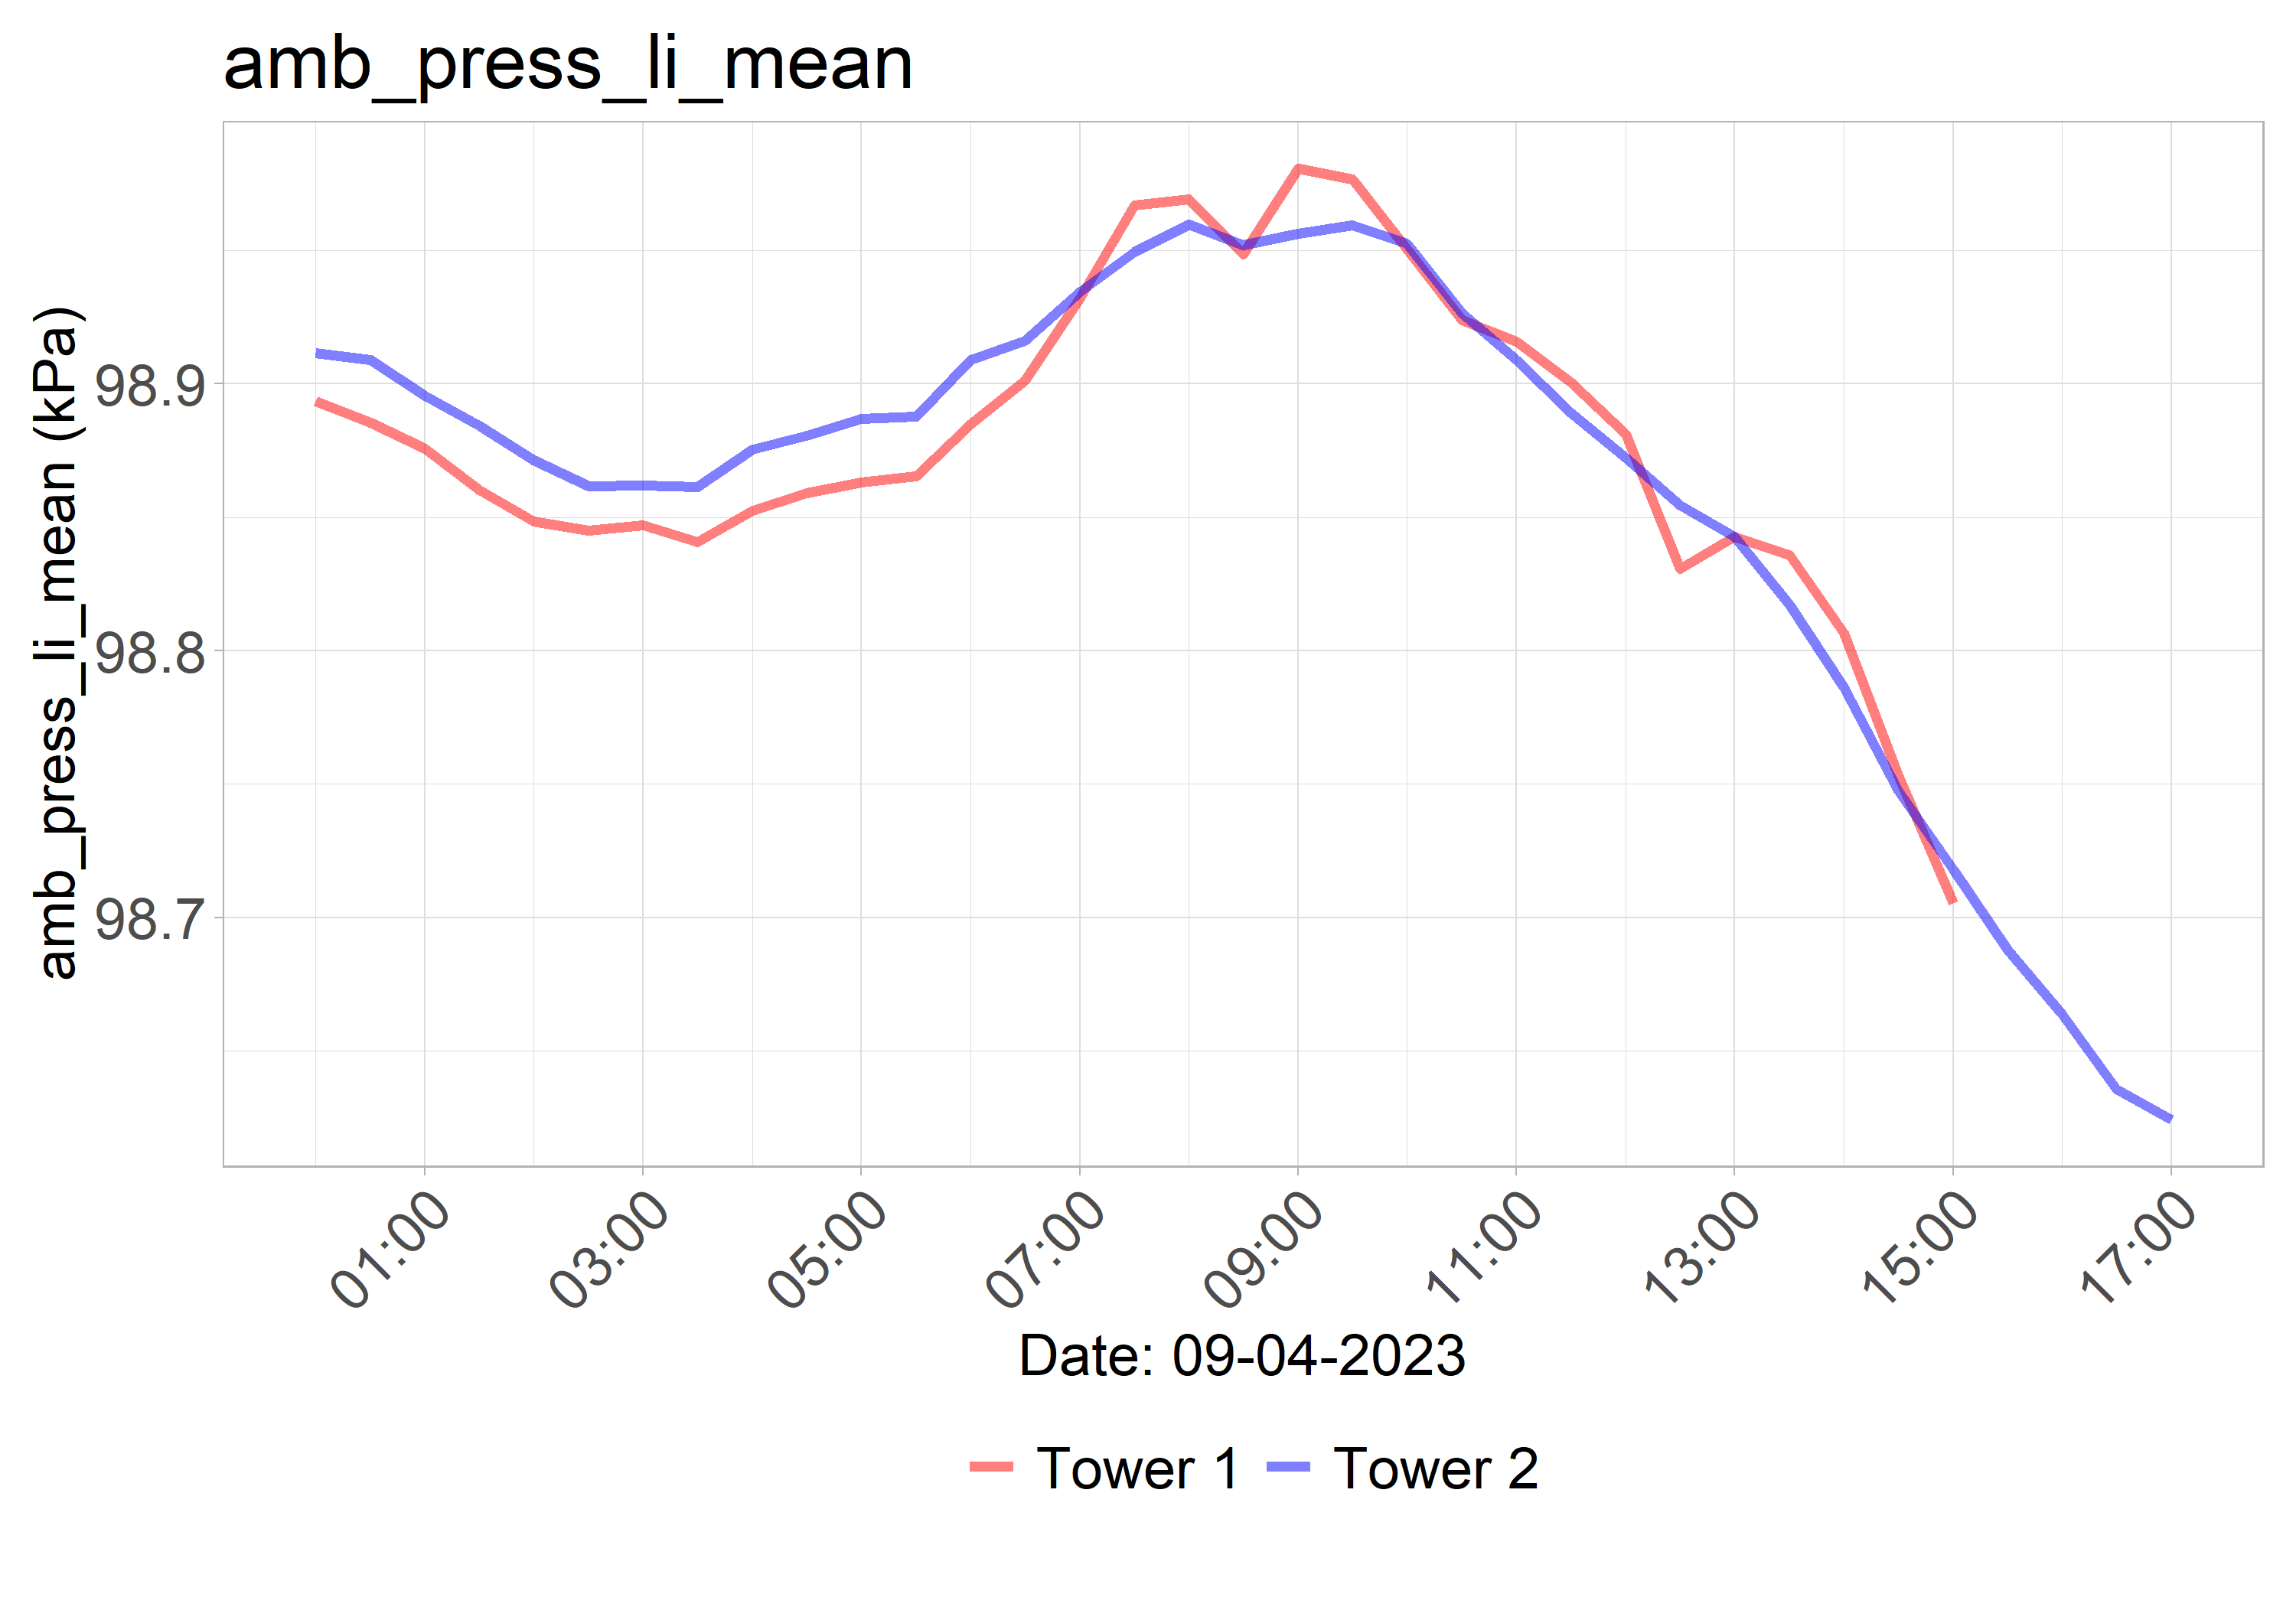 amb_press_li_mean
amb_press_li_mean (kPa)
98.9
98.8
98.7
01:00 03:00 05:00 07:00 09:00 11:00 13:00 15:00 17:00
Date: 09-04-2023
Tower 1 Tower 2